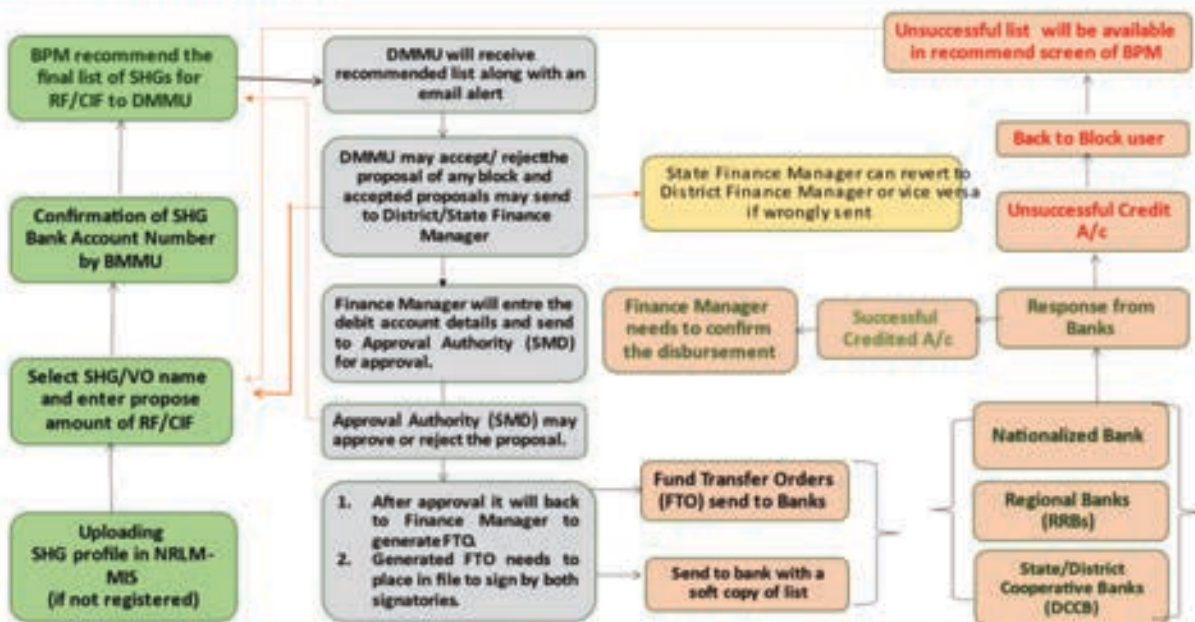 BPM recommend the
final list of SHGs for
RF/CIF to DMMU
Confirmation of SHG
Bank Account Number
by BMMU
Select SHG/VO name
and enter propose
amount of RF/CIF
Uploading
SHG profile in NRLM-
MIS
(if not registered)
DMMU will receive
recommended list along with an
email alert
DMMU may accept/ rejectthe
proposal of any block and
accepted proposals may send
to District/State Finance
Manager
Finance Manager will entre the
debit account details and send
to Approval Authority (SMD)
for approval.
Approval Authority (SMD) may
approve or reject the proposal.
1. After approval it will back
to Finance Manager to
generate FTO.
2. Generated FTO needs to
place in file to sign by both
signatories.
State Finance Manager can revert to
District Finance Manager or vice versa
if wrongly sent
Fund Transfer Orders
(FTO) send to Banks
Send to bank with a
soft copy of list
Nationalized Bank
Regional Banks
(RRBs)
State/District
Cooperative Banks
(DCCB)
Response from
Banks
Successful
Credited A/c
Finance Manager
needs to confirm
the disbursement
Unsuccessful Credit
A/c
Back to Block user
Unsuccessful list will be available
in recommend screen of BPM